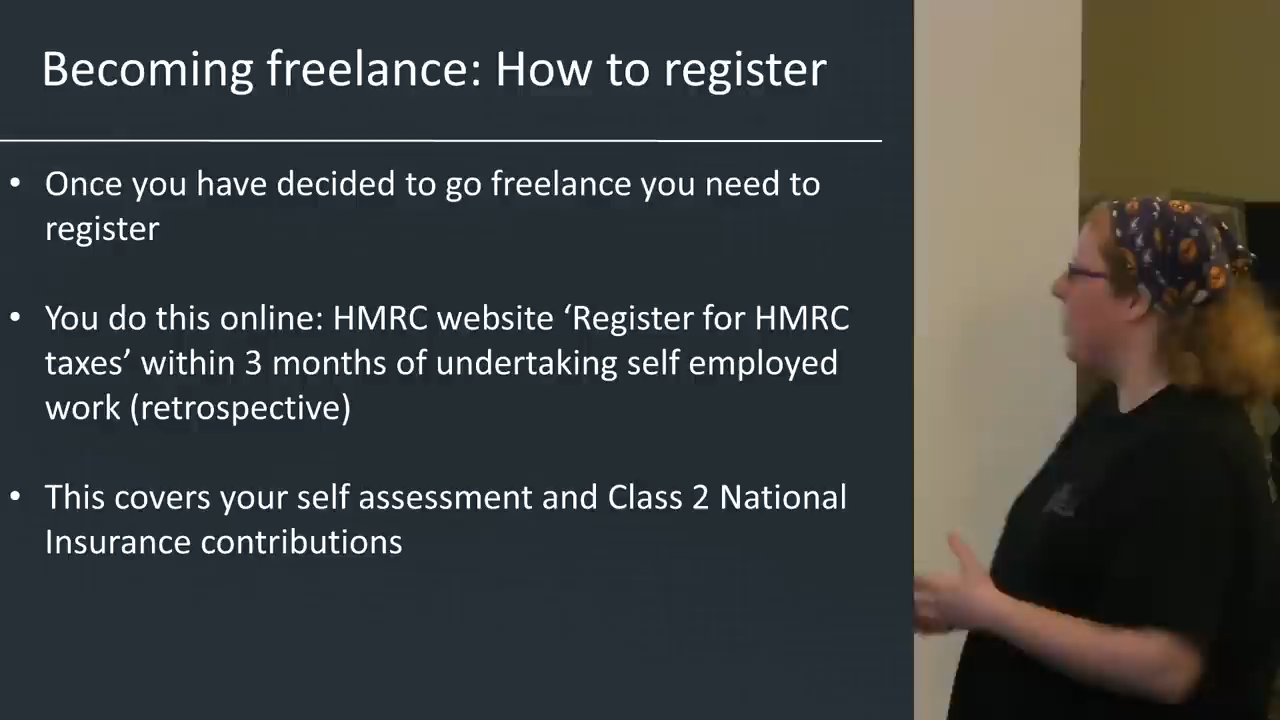 Becoming freelance: How to register
• Once you have decided to go freelance you need to
register
• You do this online: HMRC website ‘Register for HMRC
taxes’ within 3 months of undertaking self employed
work (retrospective)
• This covers your self assessment and Class 2 National
Insurance contributions